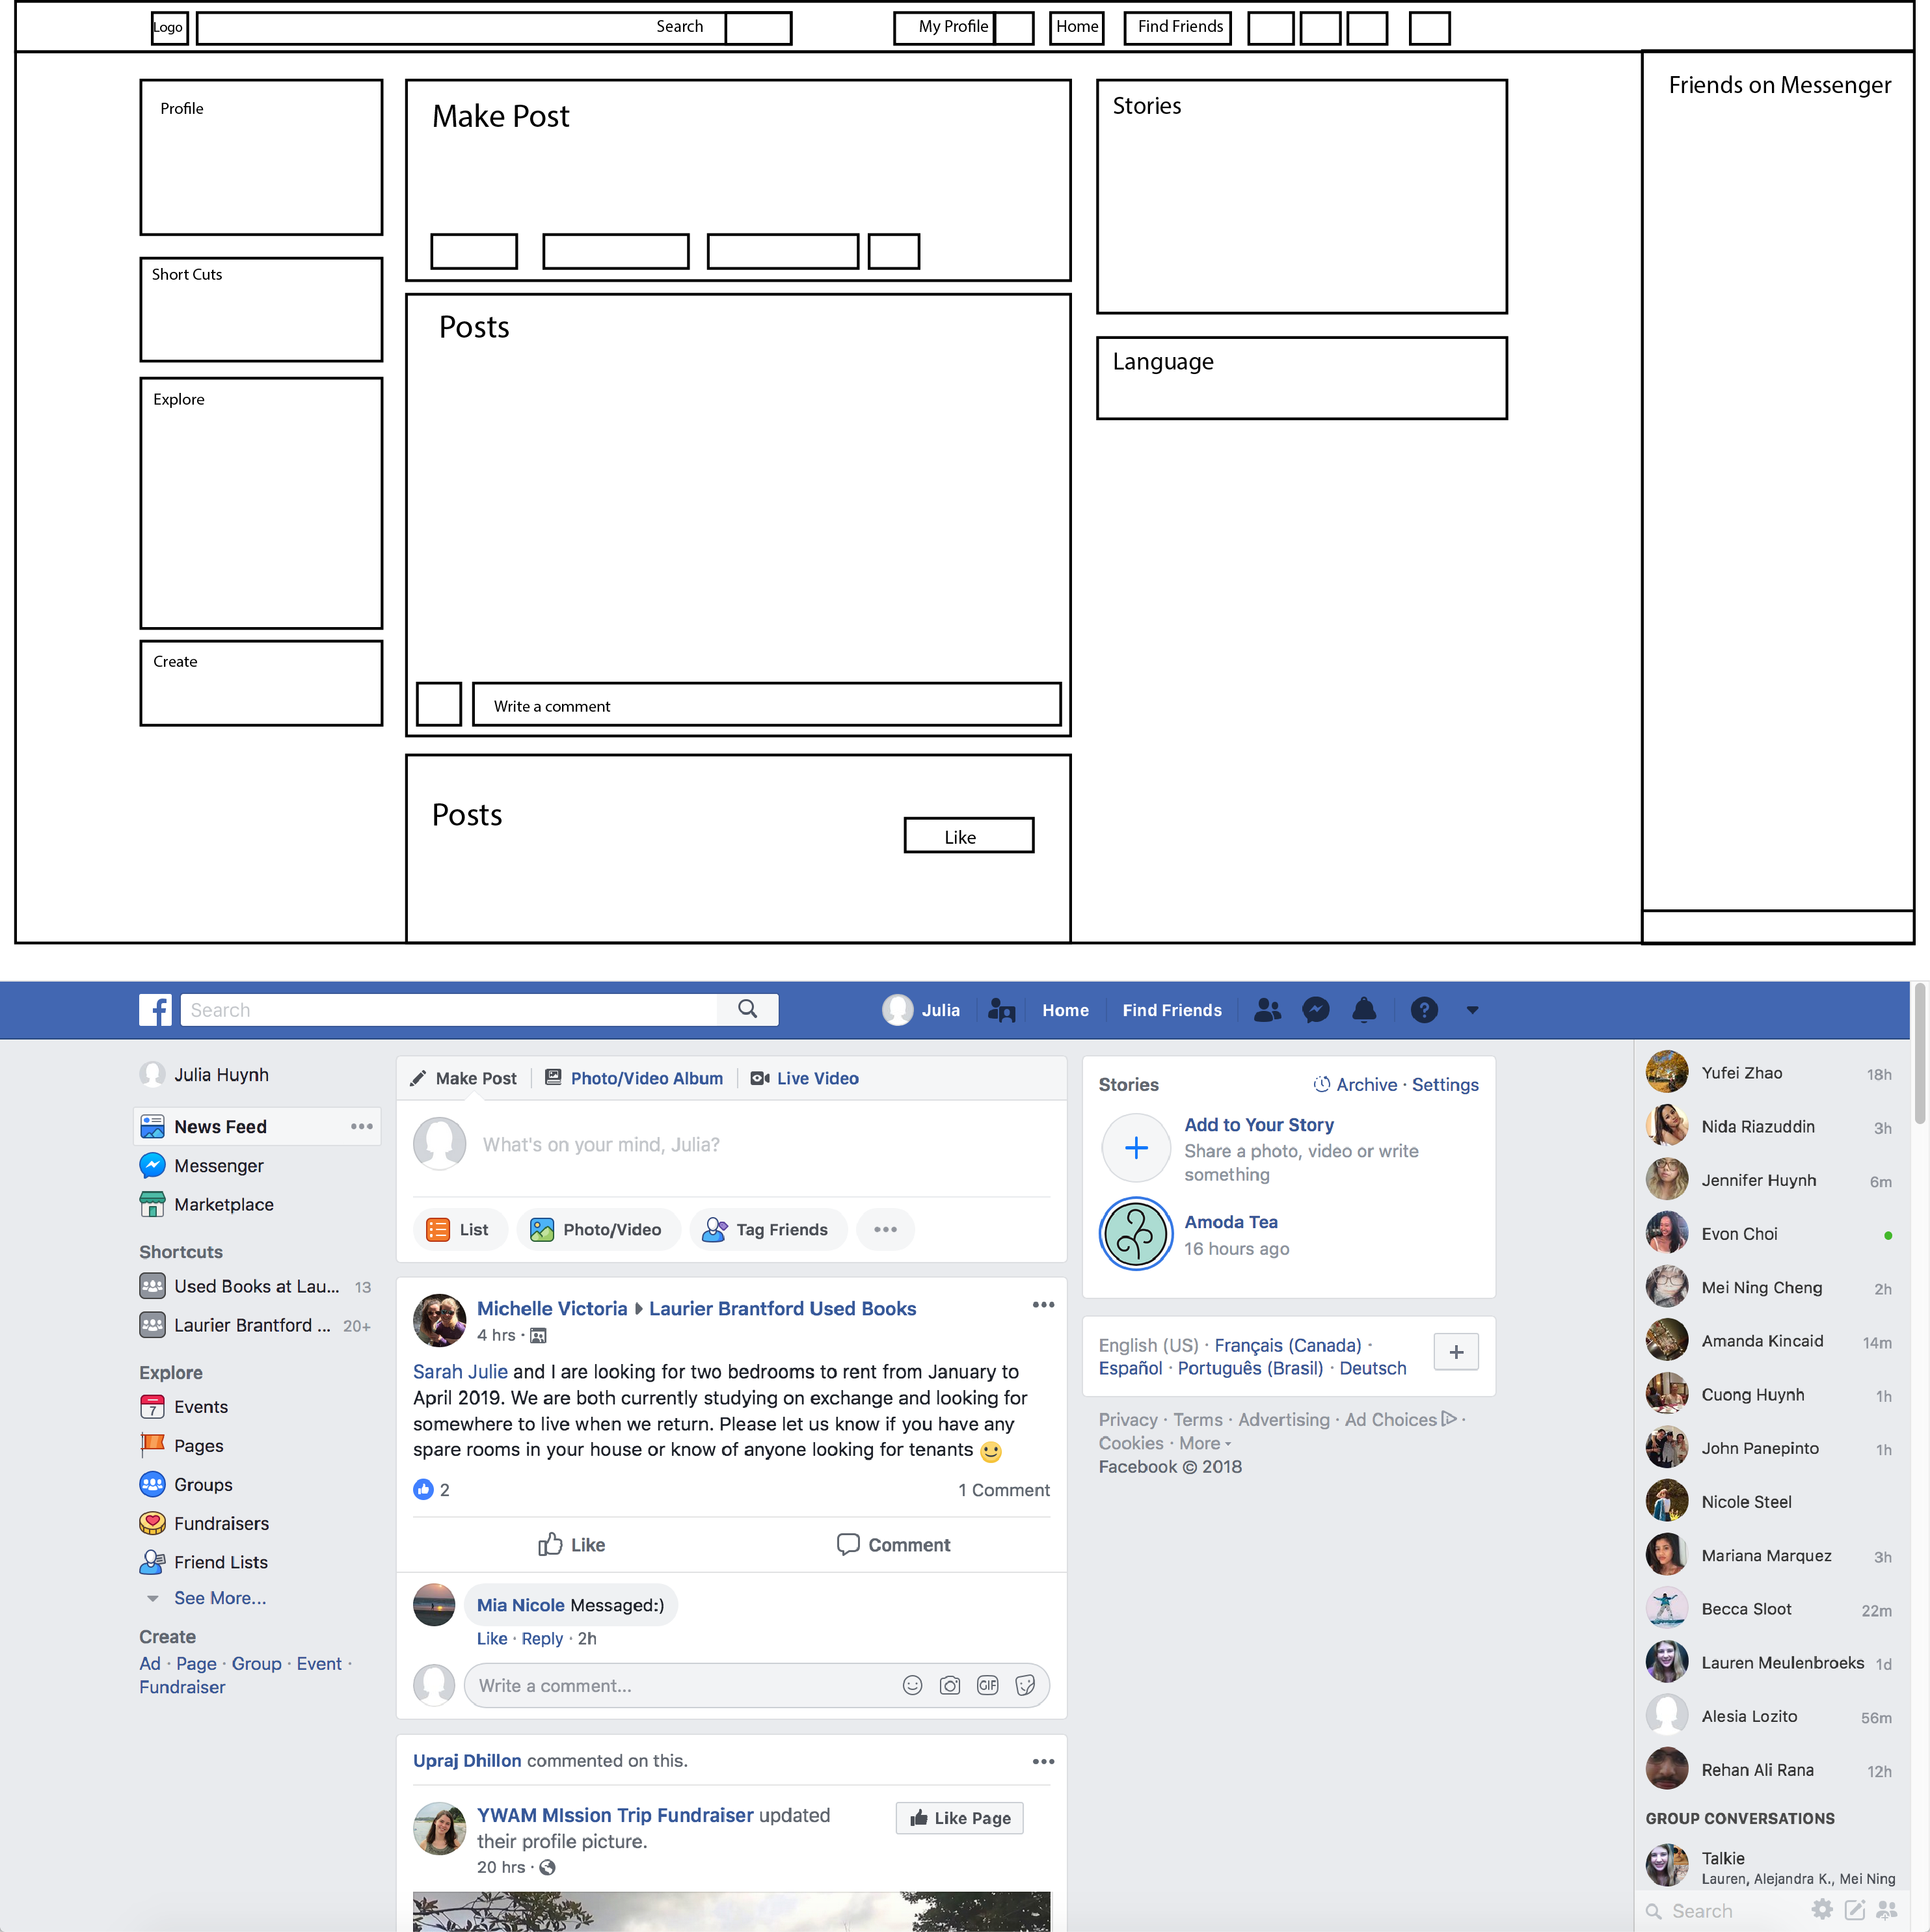 Logo
Search
My Profile
Home
Find Friends
Profile
Short Cuts
Explore
Create
Make Post
Posts
Write a comment
Posts
Like
Stories
Language
Friends on Messenger
f
Search
Julia
Home
Find Friends
?
Julia Huynh
News Feed
Messenger
Marketplace
Shortcuts
Used Books at Lau... 13
Laurier Brantford ... 20+
Explore
7 Events
Pages
Groups
Fundraisers
Friend Lists
See More...
Create
Ad · Page · Group · Event ·
Fundraiser
Make Post
Photo/Video Album
Live Video
What's on your mind, Julia?
List
Photo/Video
Tag Friends
Michelle Victoria Laurier Brantford Used Books
4 hrs ·
Sarah Julie and I are looking for two bedrooms to rent from January to
April 2019. We are both currently studying on exchange and looking for
somewhere to live when we return. Please let us know if you have any
spare rooms in your house or know of anyone looking for tenants
2
1 Comment
Like
Comment
Mia Nicole Messaged:)
Like · Reply · 2h
Write a comment...
GIF
Upraj Dhillon commented on this.
YWAM MIssion Trip Fundraiser updated
their profile picture.
20 hrs ·
Like Page
Stories
Archive · Settings
Add to Your Story
Share a photo, video or write
something
Amoda Tea
16 hours ago
English (US) · Français (Canada) ·
Español · Português (Brasil) · Deutsch
+
Privacy · Terms · Advertising · Ad Choices ·
Cookies · More
Facebook © 2018
Yufei Zhao 18h
Nida Riazuddin 3h
Jennifer Huynh 6m
Evon Choi
Mei Ning Cheng 2h
Amanda Kincaid 14m
Cuong Huynh 1h
John Panepinto 1h
Nicole Steel
Mariana Marquez 3h
Becca Sloot 22m
Lauren Meulenbroeks 1d
Alesia Lozito 56m
Rehan Ali Rana 12h
GROUP CONVERSATIONS
Talkie
Lauren, Alejandra K., Mei Ning
Search